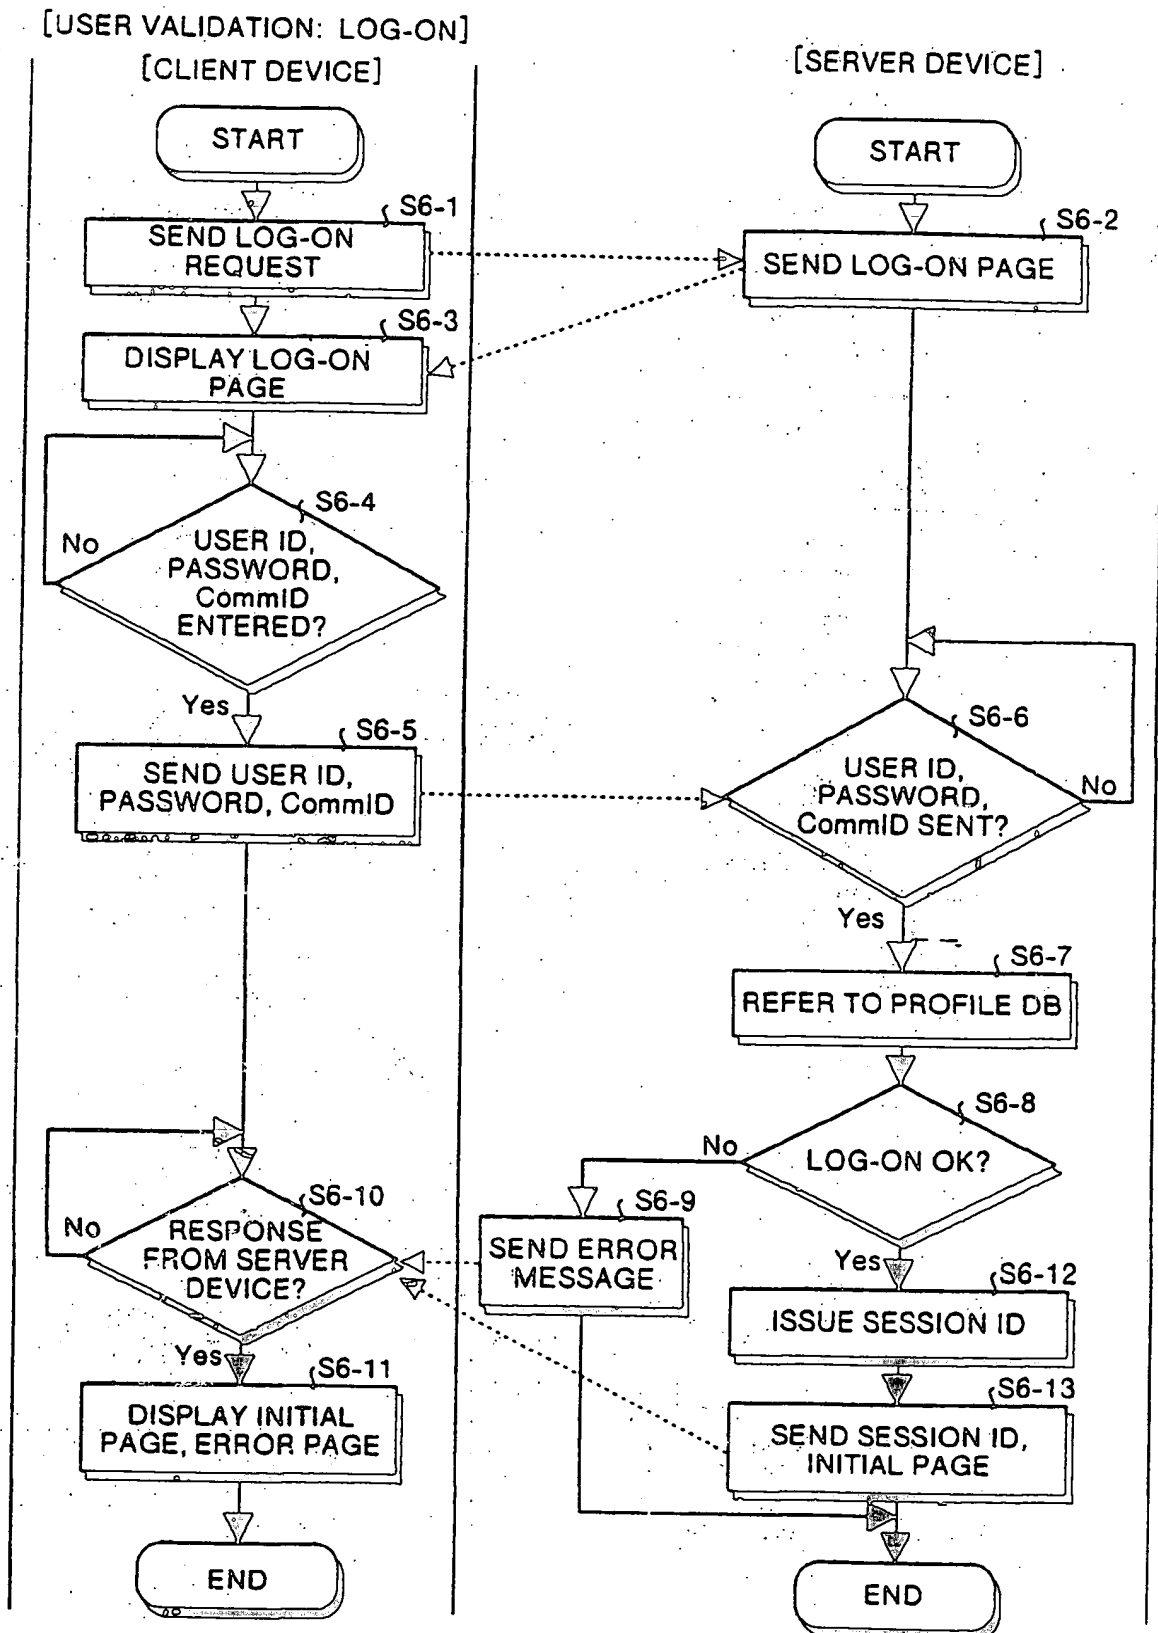 [USER VALIDATION: LOG-ON]
[CLIENT DEVICE]
START
S6-1
SEND LOG-ON
REQUEST
S6-3
DISPLAY LOG-ON
PAGE
S6-4
No
USER ID,
PASSWORD,
CommID
ENTERED?
Yes
S6-5
SEND USER ID,
PASSWORD, CommID
S6-10
No
RESPONSE
FROM SERVER
DEVICE?
Yes
S6-11
DISPLAY INITIAL
PAGE, ERROR PAGE
END
[SERVER DEVICE]
START
S6-2
SEND LOG-ON PAGE
S6-6
USER ID,
PASSWORD,
CommID SENT?
No
Yes
S6-7
REFER TO PROFILE DB
S6-8
No
LOG-ON OK?
S6-9
SEND ERROR
MESSAGE
Yes
S6-12
ISSUE SESSION ID
S6-13
SEND SESSION ID,
INITIAL PAGE
END